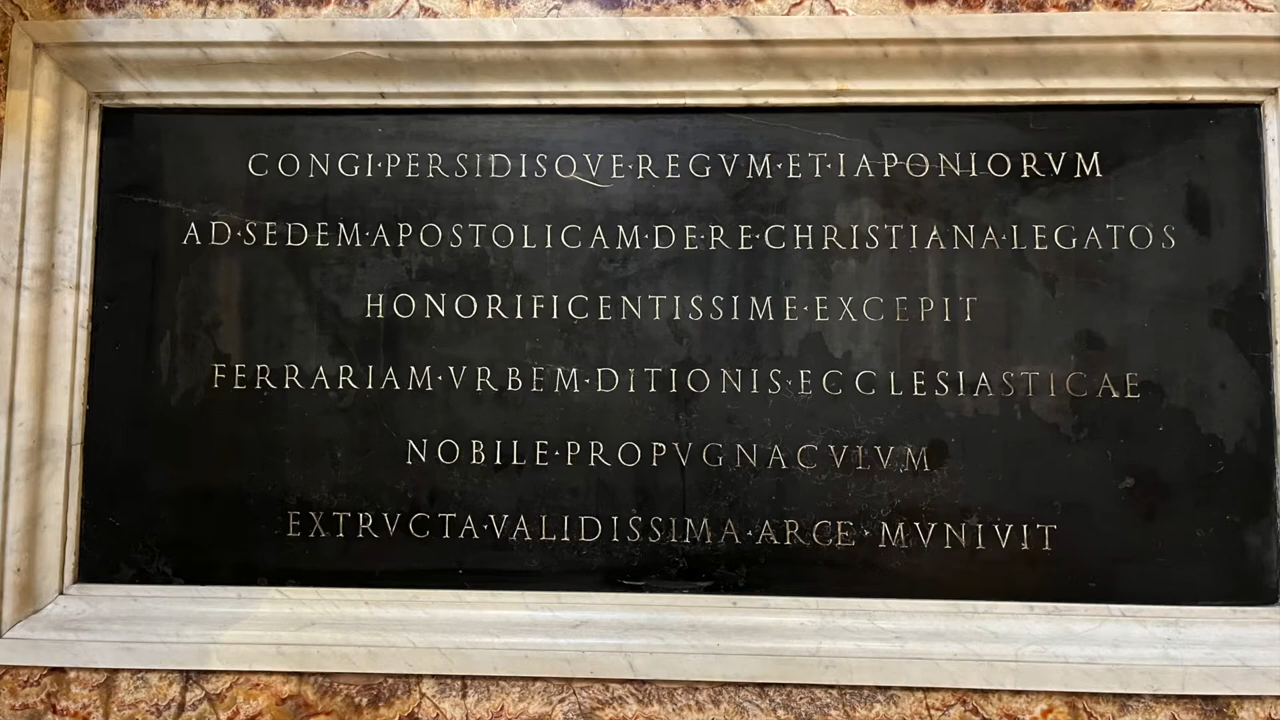 CONGI·PERSIDISQVE·REGVM·ET·IAPONIORVM
AD·SEDEM·APOSTOLICAM·DE·RE·CHRISTIANA·LEGATOS
HONORIFICENTISSIME·EXCEPIT
FERRARIAM·VRBEM·DITIONIS·ECCLESIASTICAE
NOBILE·PROPVGNACVLVM
EXTRVCTA·VALIDISSIMA·ARCE·MVNIVIT